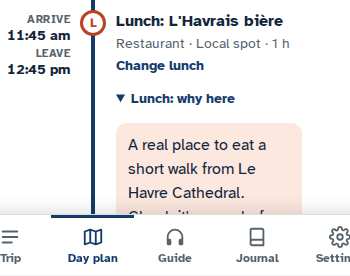 ARRIVE
11:45 am
LEAVE
12:45 pm
L
Lunch: L'Havrais bière
Restaurant · Local spot · 1 h
Change lunch
▼ Lunch: why here
A real place to eat a
short walk from Le
Havre Cathedral.
Trip
Day plan
Guide
Journal
Settin